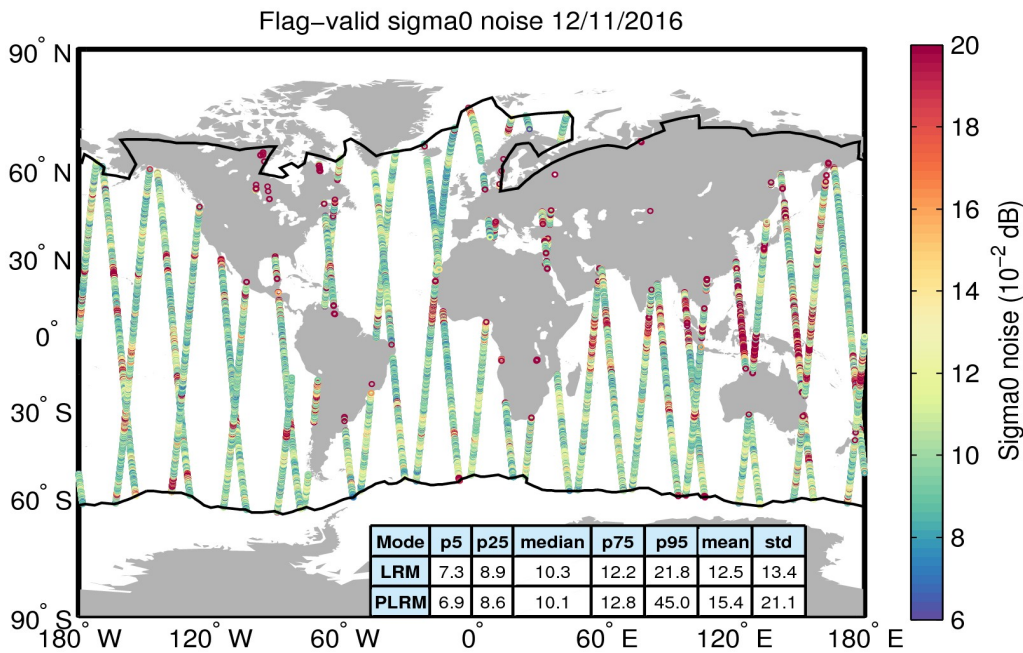 Flag−valid sigma0 noise 12/11/2016
90° N
60° N
30° N
0°
30° S
60° S
90° S
180° W
120° W
60° W
0°
60° E
120° E
180° E
Mode p5 p25 median p75 p95 mean std
LRM 7.3 8.9 10.3 12.2 21.8 12.5 13.4
PLRM 6.9 8.6 10.1 12.8 45.0 15.4 21.1
20
18
16
14
12
10
8
6
Sigma0 noise (10⁻² dB)